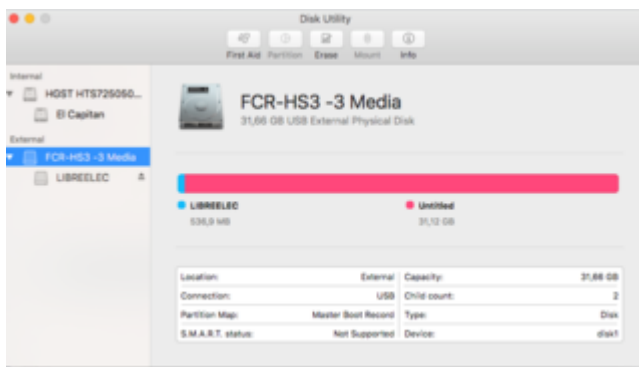 Disk Utility
First Aid Partition Erase Mount Info
Internal
HGST HTS725050...
El Capitan
External
FCR-HS3 -3 Media
LIBREELEC
FCR-HS3 -3 Media
31,66 GB USB External Physical Disk
LIBREELEC Untitled
536,9 MB 31,12 GB
Location: External Capacity: 31,66 GB
Connection: USB Child count: 2
Partition Map: Master Boot Record Type: Disk
S.M.A.R.T. status: Not Supported Device: disk1